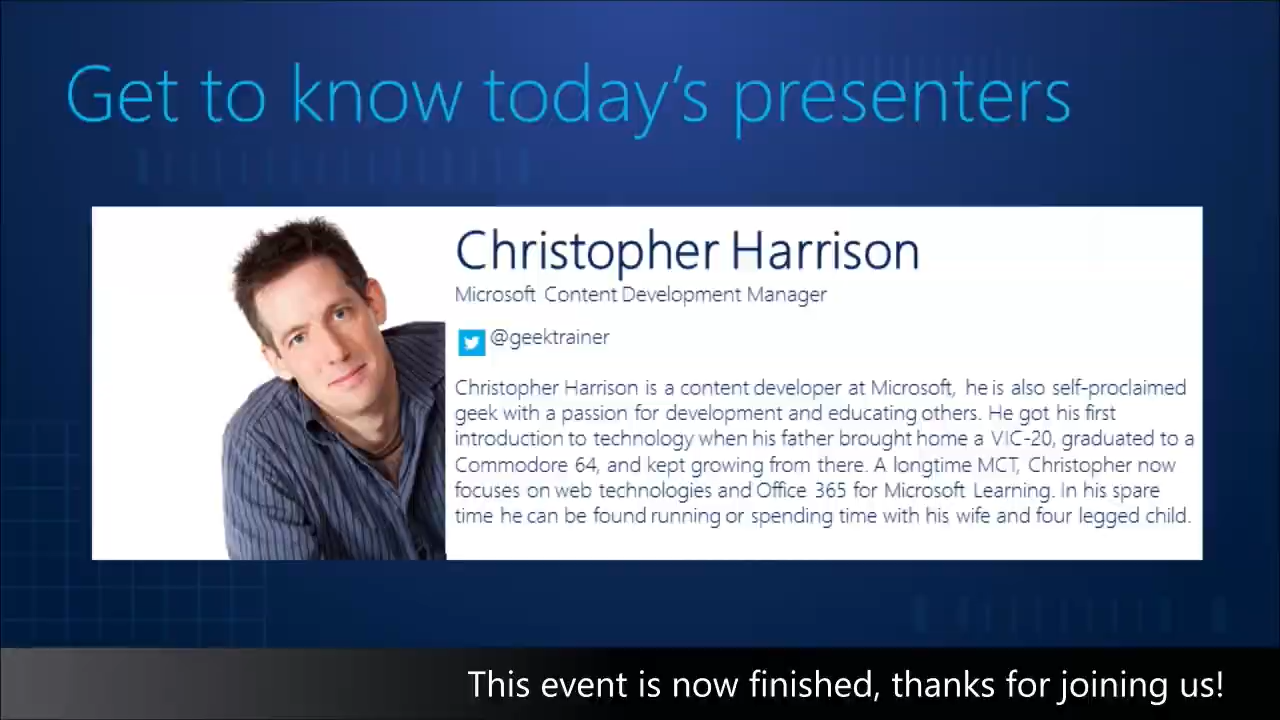 Get to know today's presenters
Christopher Harrison
Microsoft Content Development Manager
@geektrainer
Christopher Harrison is a content developer at Microsoft, he is also self-proclaimed
geek with a passion for development and educating others. He got his first
introduction to technology when his father brought home a VIC-20, graduated to a
Commodore 64, and kept growing from there. A longtime MCT, Christopher now
focuses on web technologies and Office 365 for Microsoft Learning. In his spare
time he can be found running or spending time with his wife and four legged child.
This event is now finished, thanks for joining us!